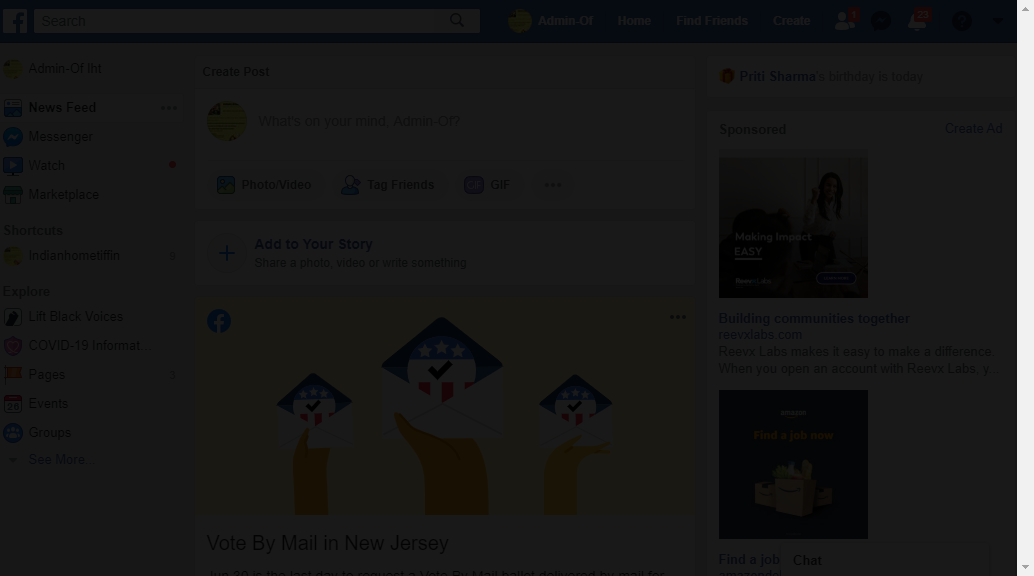 Search
Admin-Of
Home
Find Friends
Create
1
23
Admin-Of Iht
News Feed
Messenger
Watch
Marketplace
Shortcuts
Indianhometiffin
9
Explore
Lift Black Voices
COVID-19 Informat...
Pages
1
28
Events
Groups
See More...
Create Post
What's on your mind, Admin-Of?
Photo/Video
Tag Friends
GIF
Add to Your Story
Share a photo, video or write something
Vote By Mail in New Jersey
Jun 30 is the last day to request a Vote By Mail ballot delivered by mail for
Priti Sharma's birthday is today
Sponsored
Create Ad
Making Impact
EASY
Building communities together
reevxlabs.com
Reevx Labs makes it easy to make a difference.
When you open an account with Reevx Labs, y...
amazon
Find a job now
Find a job
Chat